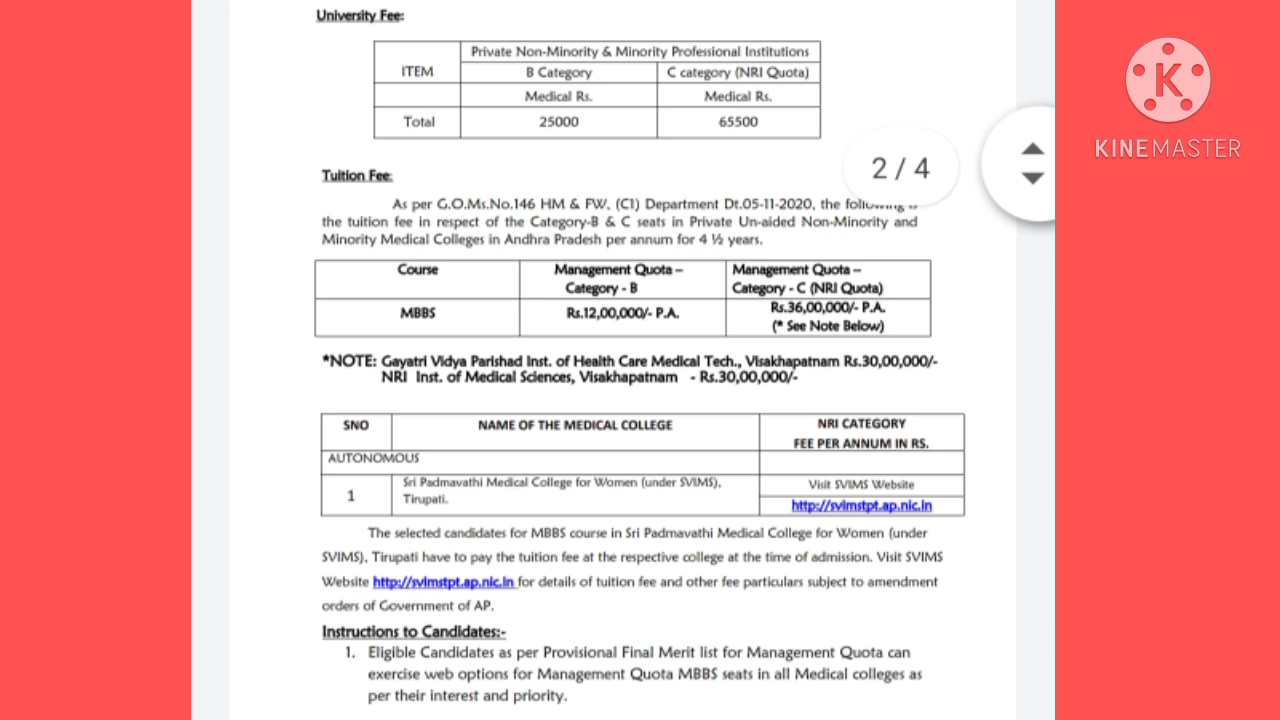 University Fee:
ITEM
Private Non-Minority & Minority Professional Institutions
B Category
C category (NRI Quota)
Medical Rs.
Medical Rs.
Total
25000
65500
2 / 4
KINEMASTER
Tuition Fee:
As per G.O.Ms.No.146 HM & FW, (C1) Department Dt.05-11-2020, the
the tuition fee in respect of the Category-B & C seats in Private Un-aided Non-Minority and
Minority Medical Colleges in Andhra Pradesh per annum for 4 ½ years.
Course
Management Quota –
Category - B
Management Quota –
Category - C (NRI Quota)
MBBS
Rs.12,00,000/- P.A.
Rs.36,00,000/- P.A.
(* See Note Below)
*NOTE: Gayatri Vidya Parishad Inst. of Health Care Medical Tech., Visakhapatnam Rs.30,00,000/-
NRI Inst. of Medical Sciences, Visakhapatnam - Rs.30,00,000/-
SNO
NAME OF THE MEDICAL COLLEGE
NRI CATEGORY
FEE PER ANNUM IN RS.
AUTONOMOUS
1
Sri Padmavathi Medical College for Women (under SVIMS),
Tirupati.
Visit SVIMS Website
http://svimstpt.ap.nic.in
The selected candidates for MBBS course in Sri Padmavathi Medical College for Women (under
SVIMS), Tirupati have to pay the tuition fee at the respective college at the time of admission. Visit SVIMS
Website http://svimstpt.ap.nic.in for details of tuition fee and other fee particulars subject to amendment
orders of Government of AP.
Instructions to Candidates:-
1. Eligible Candidates as per Provisional Final Merit list for Management Quota can
exercise web options for Management Quota MBBS seats in all Medical colleges as
per their interest and priority.